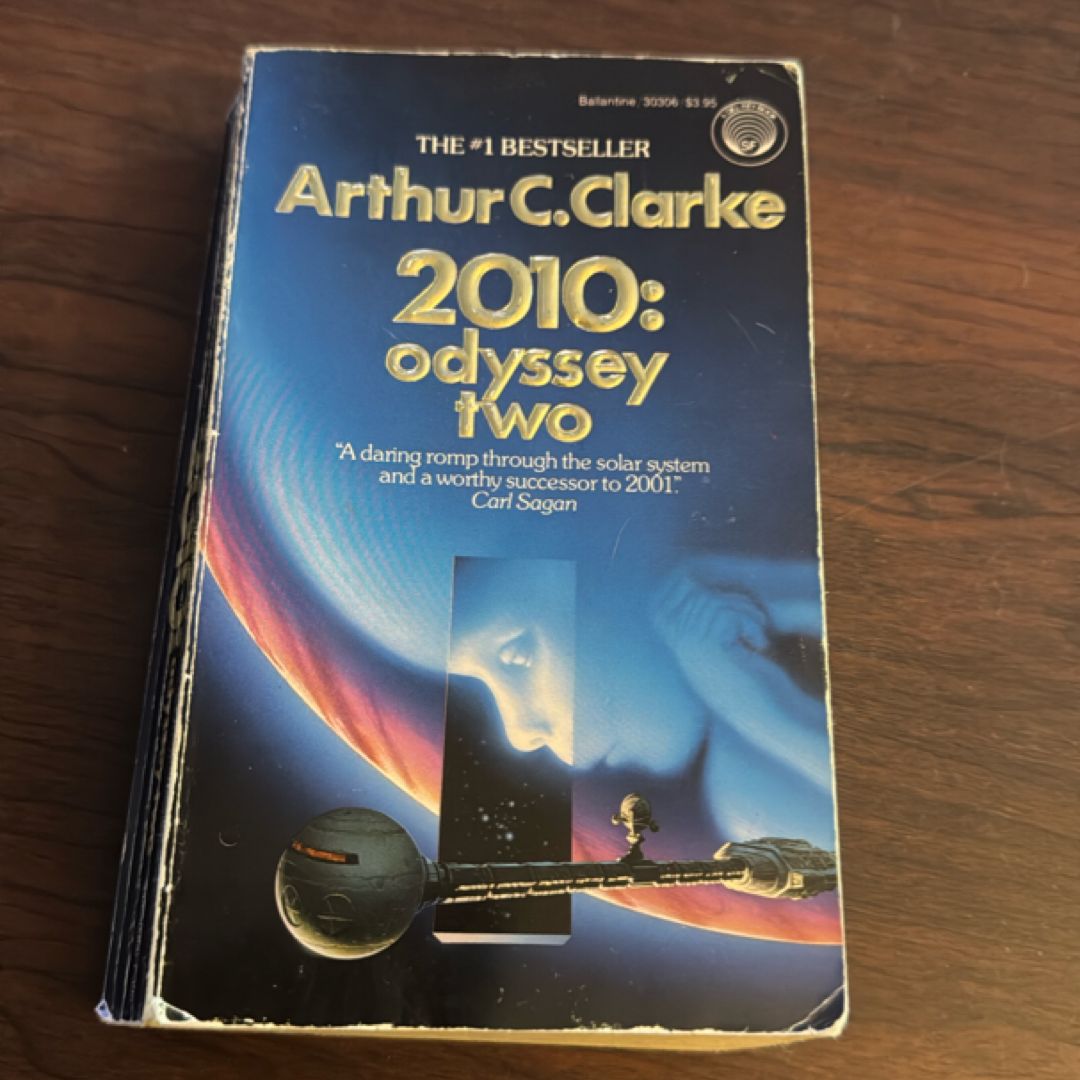 Ballantine/30306/$3.95
SF
THE #1 BESTSELLER
Arthur C. Clarke
2010:
odyssey
two
“A daring romp through the solar system
and a worthy successor to 2001.”
Carl Sagan